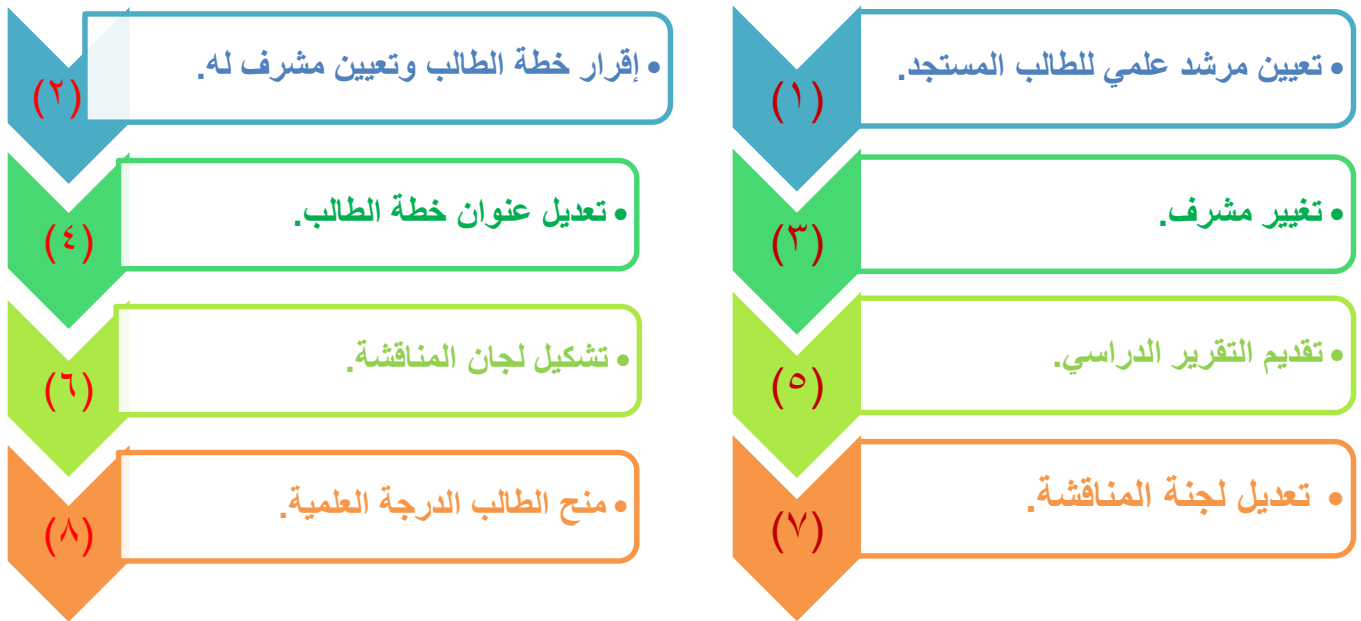 • تعيين مرشد علمي للطالب المستجد.
(١)
• إقرار خطة الطالب وتعيين مشرف له.
(٢)
• تغيير مشرف.
(٣)
• تعديل عنوان خطة الطالب.
(٤)
• تقديم التقرير الدراسي.
(٥)
• تشكيل لجان المناقشة.
(٦)
• تعديل لجنة المناقشة.
(٧)
• منح الطالب الدرجة العلمية.
(٨)